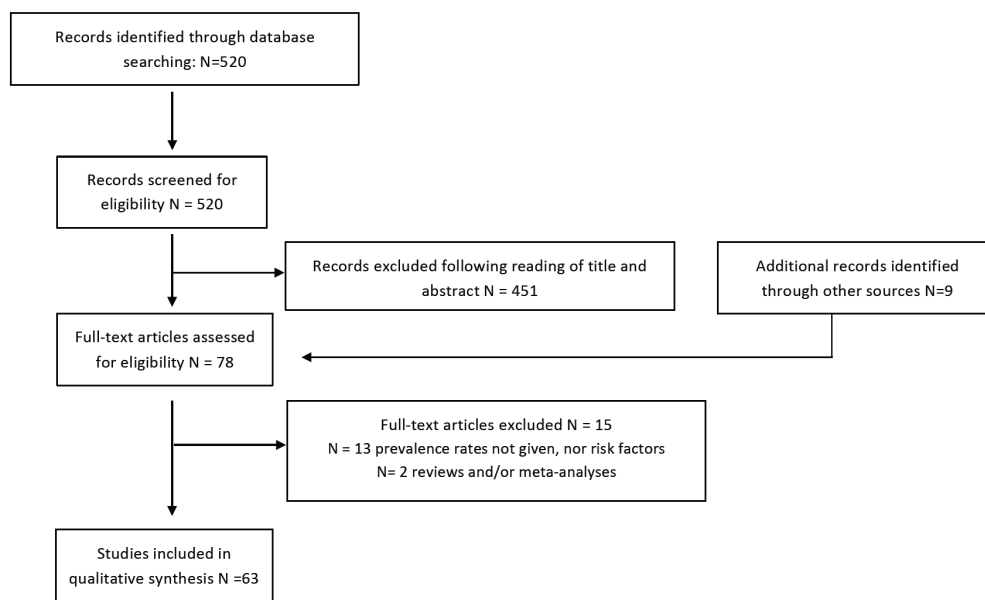 Records identified through database
searching: N=520
Records screened for
eligibility N = 520
Records excluded following reading of title and
abstract N = 451
Additional records identified
through other sources N=9
Full-text articles assessed
for eligibility N = 78
Full-text articles excluded N = 15
N = 13 prevalence rates not given, nor risk factors
N= 2 reviews and/or meta-analyses
Studies included in
qualitative synthesis N =63